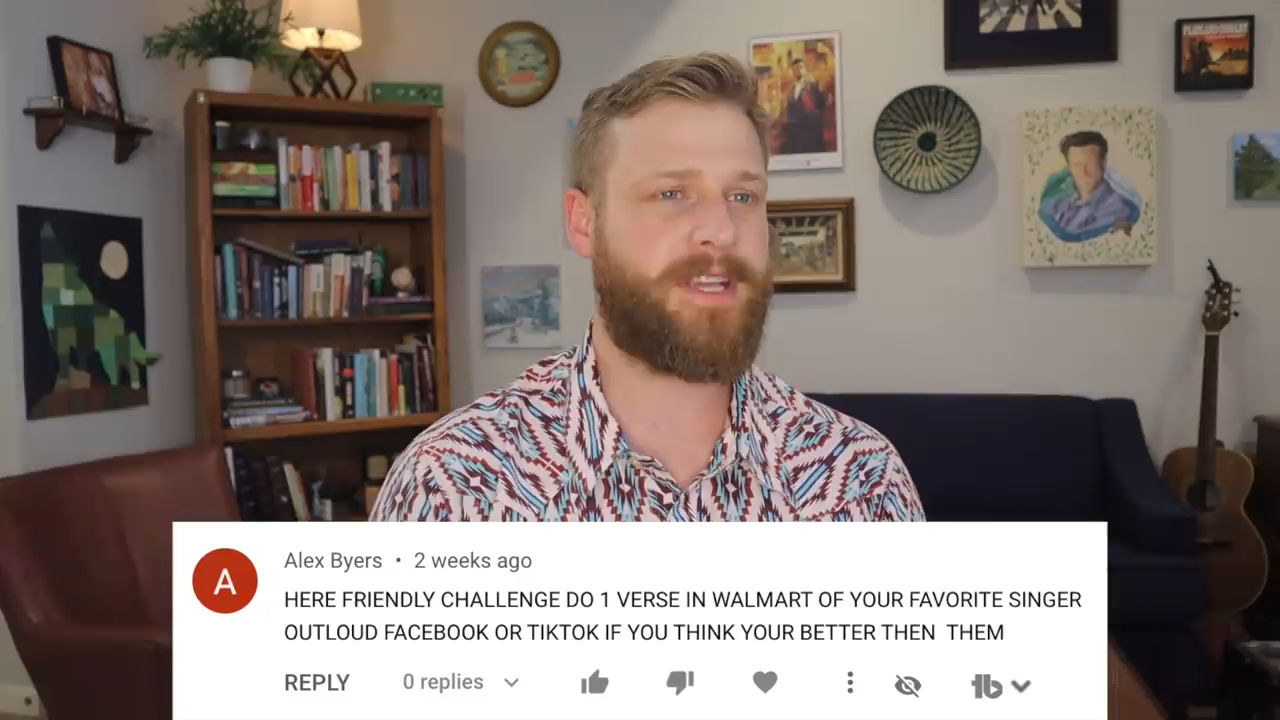 Alex Byers • 2 weeks ago
A
HERE FRIENDLY CHALLENGE DO 1 VERSE IN WALMART OF YOUR FAVORITE SINGER
OUTLOUD FACEBOOK OR TIKTOK IF YOU THINK YOUR BETTER THEN THEM
REPLY 0 replies